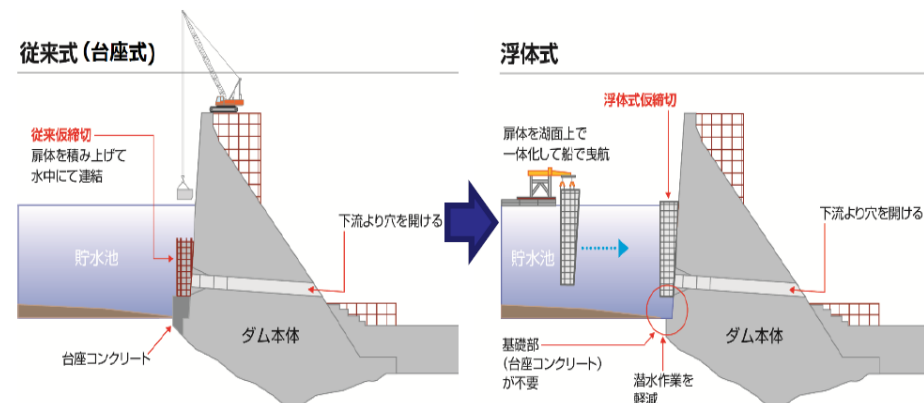 従来式(台座式)
従来仮締切
扉体を積み上げて
水中にて連結
下流より穴を開ける
貯水池
ダム本体
台座コンクリート
浮体式
浮体式仮締切
扉体を湖面上で
一体化して船で曳航
下流より穴を開ける
貯水池
ダム本体
基礎部
(台座コンクリート)
が不要
潜水作業を
軽減